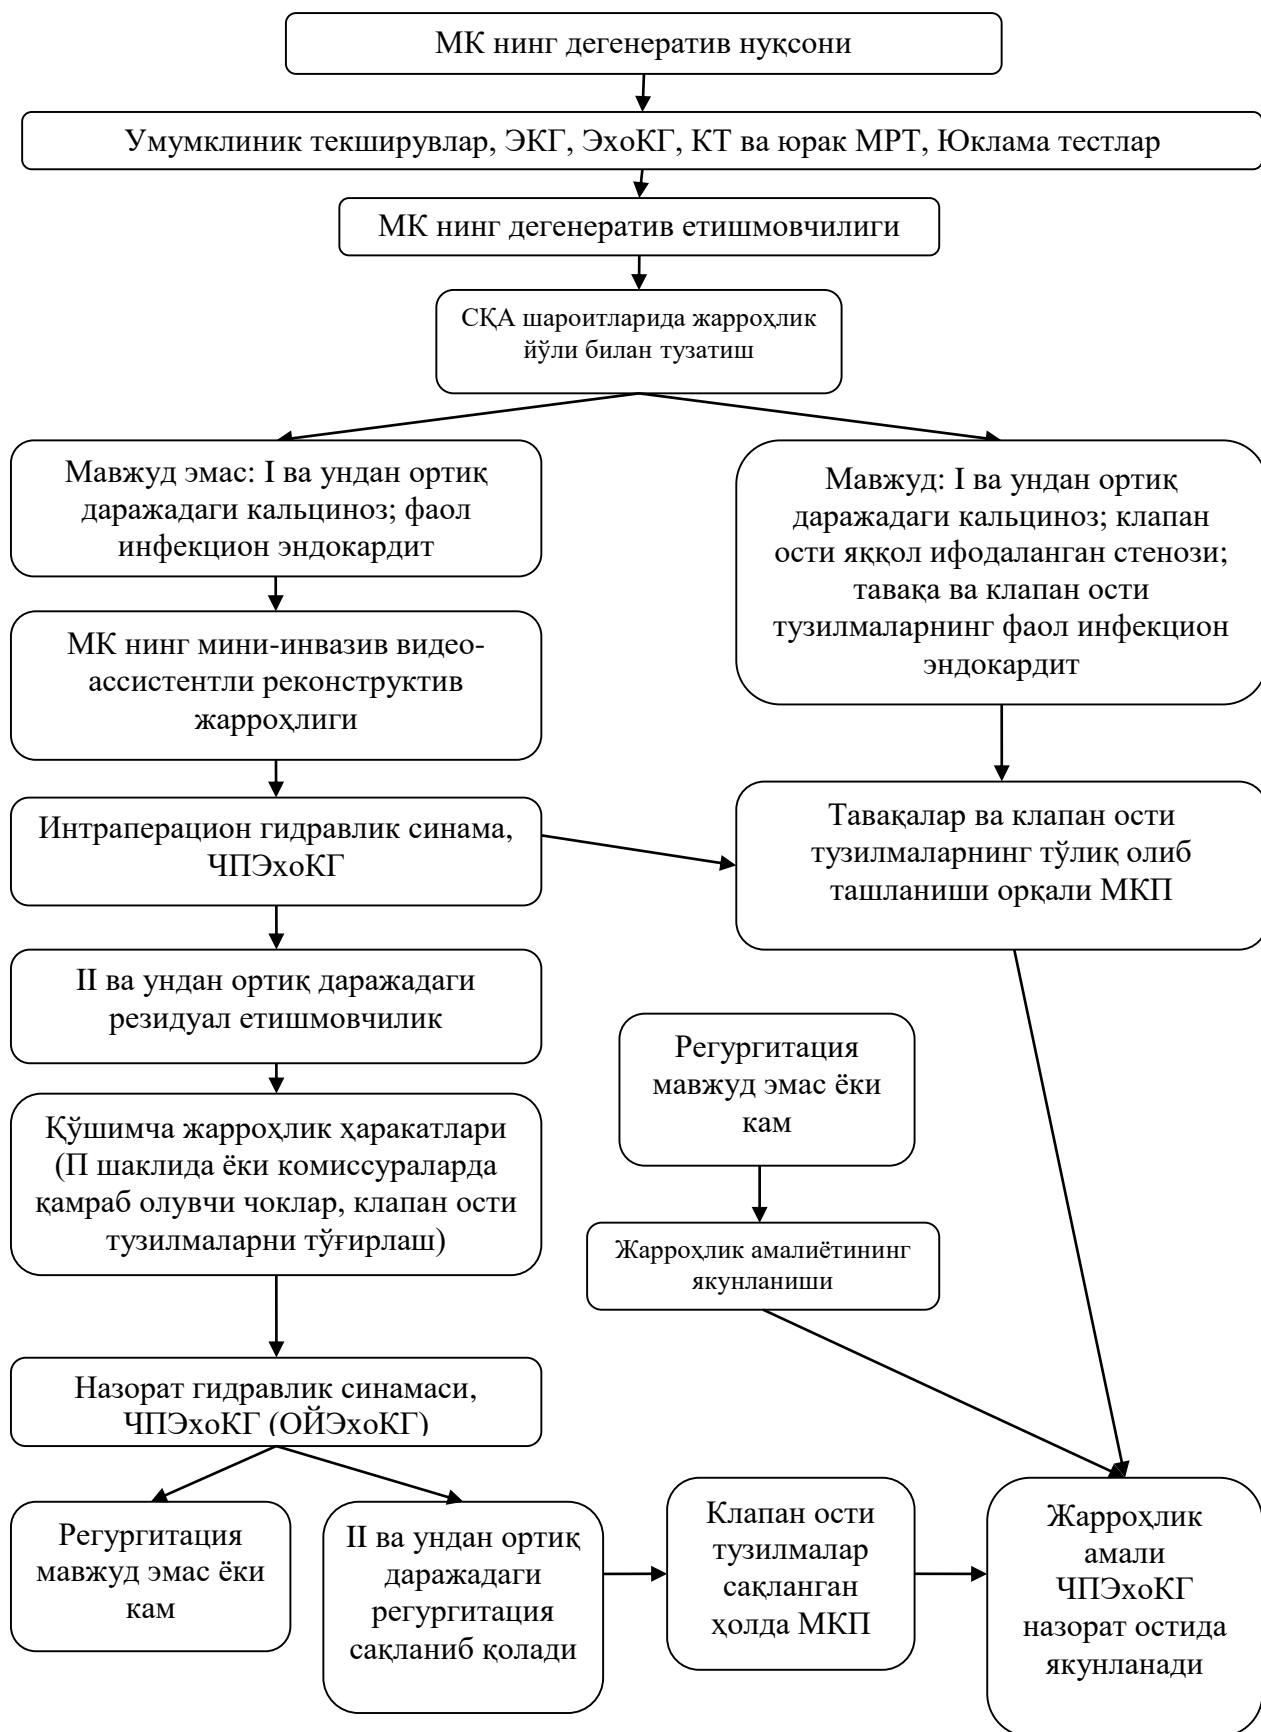 МК нинг дегенератив нуқсони
Умумклиник текширувлар, ЭКГ, ЭхоКГ, КТ ва юрак МРТ, Юклама тестлар
МК нинг дегенератив етишмовчилиги
СҚА шароитларида жарроҳлик
йўли билан тузатиш
Мавжуд эмас: I ва ундан ортиқ
даражадаги кальциноз; фаол
инфекцион эндокардит
Мавжуд: I ва ундан ортиқ
даражадаги кальциноз; клапан
ости яққол ифодаланган стенози;
тавақа ва клапан ости
тузилмаларнинг фаол инфекцион
эндокардит
МК нинг мини-инвазив видео-
ассистентли реконструктив
жарроҳлиги
Интраперацион гидравлик синама,
ЧПЭхоКГ
Тавақалар ва клапан ости
тузилмаларнинг тўлиқ олиб
ташланиши орқали МКП
II ва ундан ортиқ даражадаги
резидуал етишмовчилик
Регургитация
мавжуд эмас ёки
кам
Қўшимча жарроҳлик ҳаракатлари
(П шаклида ёки комиссураларда
қамраб олувчи чоклар, клапан ости
тузилмаларни тўғирлаш)
Жарроҳлик амалиётининг
якунланиши
Назорат гидравлик синамаси,
ЧПЭхоКГ (ОЙЭхоКГ)
Регургитация
мавжуд эмас ёки
кам
II ва ундан ортиқ
даражадаги
регургитация
сақланиб қолади
Клапан ости
тузилмалар
сақланган
ҳолда МКП
Жарроҳлик
амали
ЧПЭхоКГ
назорат остида
якунланади